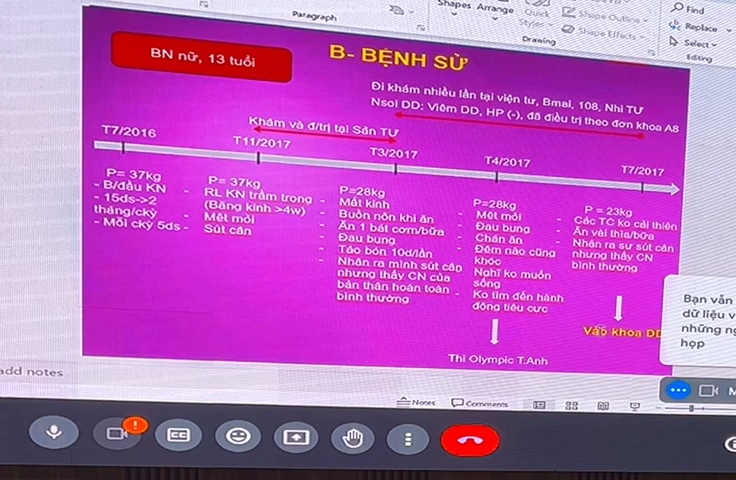 Paragraph
Shapes
Arrange
Quick
Styles
Shape Outline
Shape Effects
Drawing
Find
Replace
Select
Editing
BN nữ, 13 tuổi
B- BỆNH SỬ
Đi khám nhiều lần tại viện tư, Bmai, 108, Nhi TƯ
Nsoi DD: Viêm DD, HP (-), đã điều trị theo đơn khoa A8
Khám và đ/trị tại Sản TƯ
T7/2016
T11/2017
T3/2017
T4/2017
T7/2017
P= 37kg
- B/đầu KN
- 15ds->2
tháng/ckỳ
- Mỗi ckỳ 5ds
P= 37kg
- RL KN trầm trọng
(Băng kinh >4w)
- Mệt mỏi
- Sút cân
P=28kg
- Mất kinh
- Buồn nôn khi ăn
- Ăn 1 bát cơm/bữa
- Đau bụng
- Táo bón 10d/lần
- Nhận ra mình sút cân
nhưng thấy CN của
bản thân hoàn toàn
bình thường
P=28kg
- Mệt mỏi
- Đau bụng
- Chán ăn
- Đêm nào cũng
khóc
- Nghĩ ko muốn
sống
- Ko tìm đến hành
động tiêu cực
P = 23kg
- Các TC ko cải thiện
- Ăn vài thìa/bữa
- Nhận ra sự sút cân
nhưng thấy CN
bình thường
Thi Olympic T.Anh
Vào khoa DD
Bạn vẫn
dữ liệu v
những ng
họp
add notes
Notes
Comments
CC